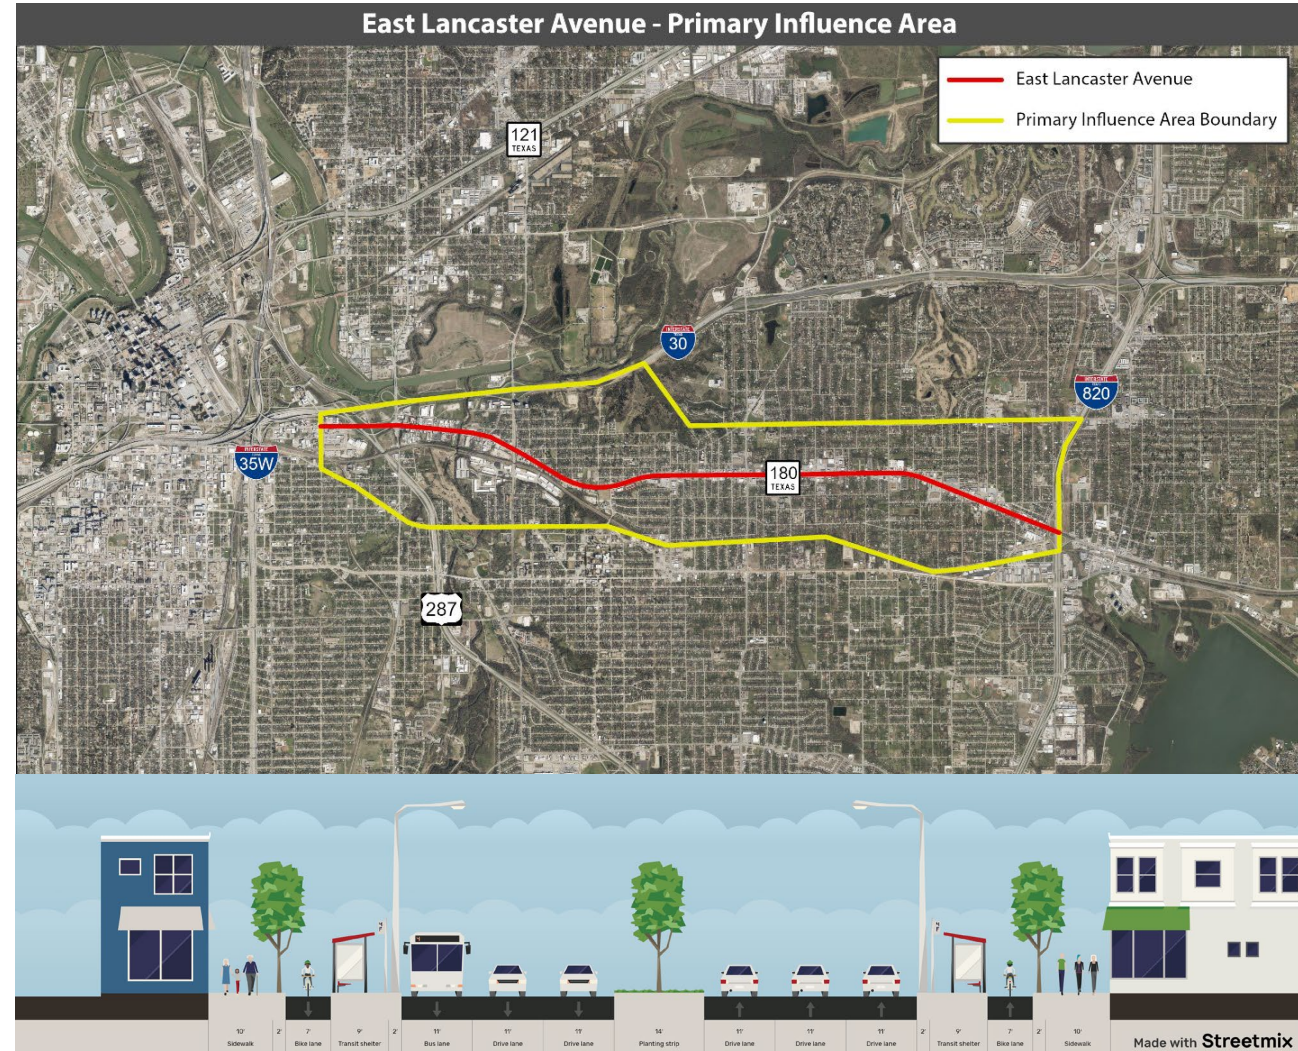 East Lancaster Avenue - Primary Influence Area
East Lancaster Avenue
Primary Influence Area Boundary
121
TEXAS
INTERSTATE
30
INTERSTATE
820
INTERSTATE
35W
180
TEXAS
287
10' 2' 7' 9' 2' 11' 11' 11' 14' 11' 11' 11' 2' 9' 7' 2' 10'
Sidewalk Bike lane Transit shelter Bus lane Drive lane Drive lane Planting strip Drive lane Drive lane Drive lane Transit shelter Bike lane Sidewalk
Made with Streetmix